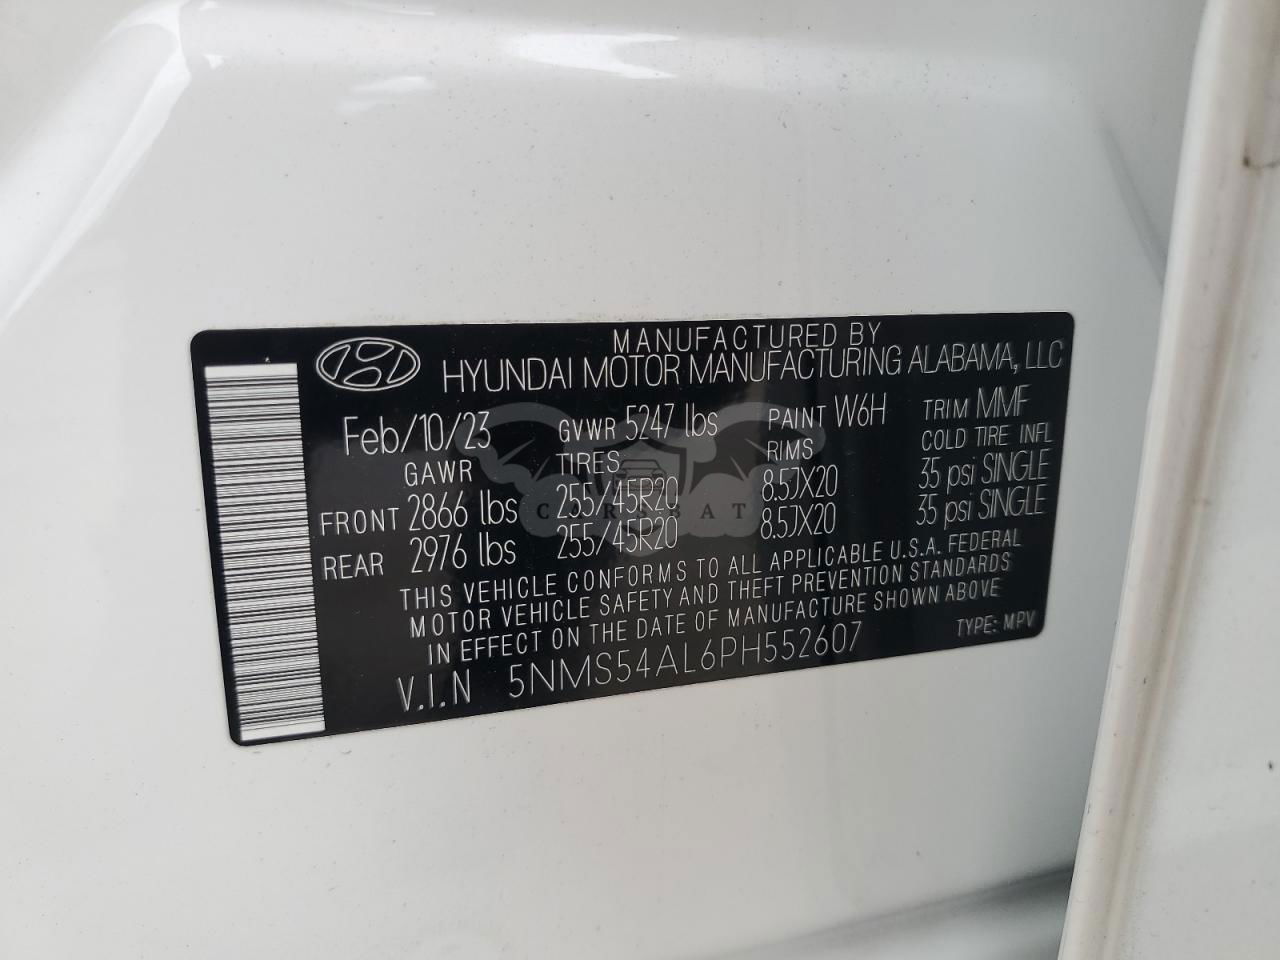 MANUFACTURED BY
HYUNDAI MOTOR MANUFACTURING ALABAMA, LLC
Feb/10/23 GVWR 5247 lbs PAINT W6H TRIM MMF
GAWR TIRES RIMS COLD TIRE INFL
FRONT 2866 lbs 255/45R20 8.5JX20 35 psi SINGLE
REAR 2976 lbs 255/45R20 8.5JX20 35 psi SINGLE
THIS VEHICLE CONFORMS TO ALL APPLICABLE U.S.A. FEDERAL
MOTOR VEHICLE SAFETY AND THEFT PREVENTION STANDARDS
IN EFFECT ON THE DATE OF MANUFACTURE SHOWN ABOVE
V.I.N 5NMS54AL6PH552607 TYPE: MPV
CARSBAT